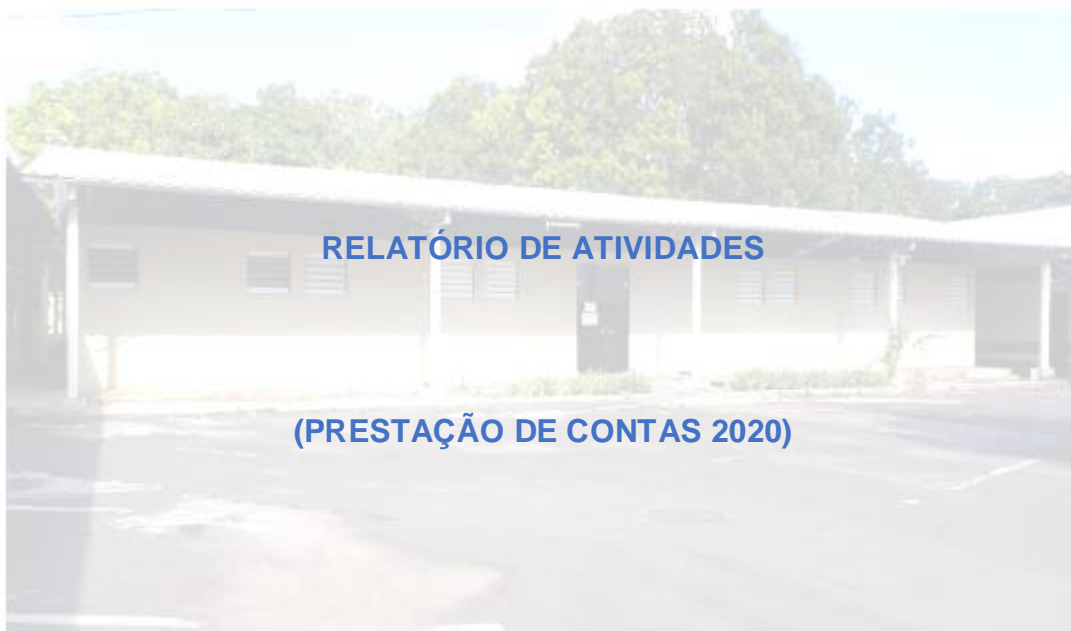 RELATÓRIO DE ATIVIDADES
(PRESTAÇÃO DE CONTAS 2020)